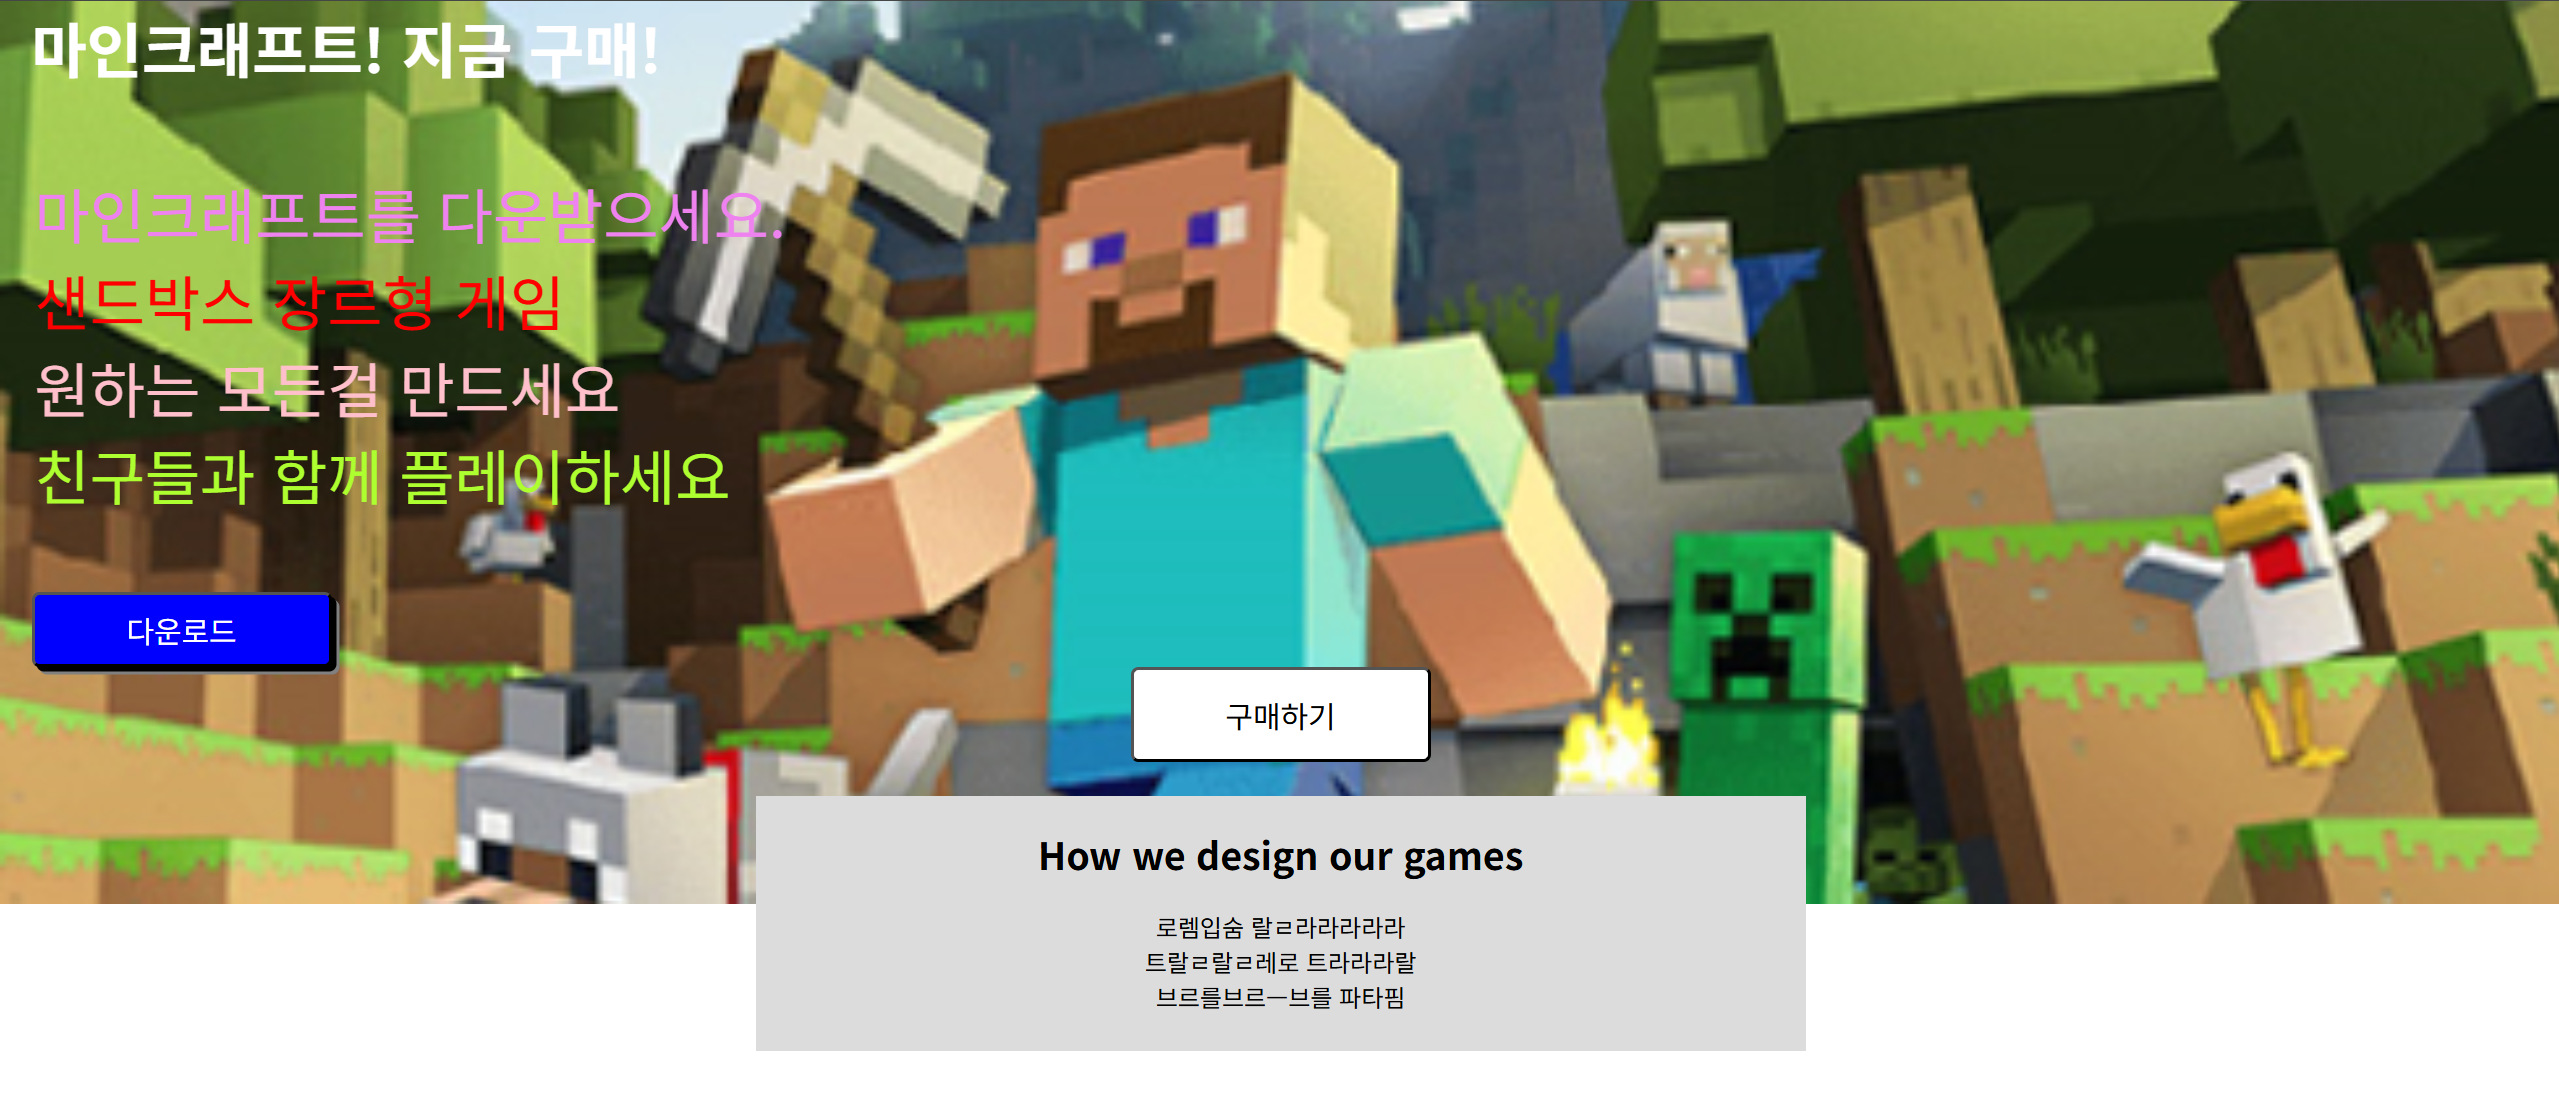 마인크래프트! 지금 구매!
마인크래프트를 다운받으세요.
샌드박스 장르형 게임
원하는 모든걸 만드세요
친구들과 함께 플레이하세요
다운로드
구매하기
How we design our games
로렘입숨 랄ㄹ라라라라라
트랄ㄹ랄ㄹ레로 트라라라랄
브르를브르ㅡ브를 파타핌